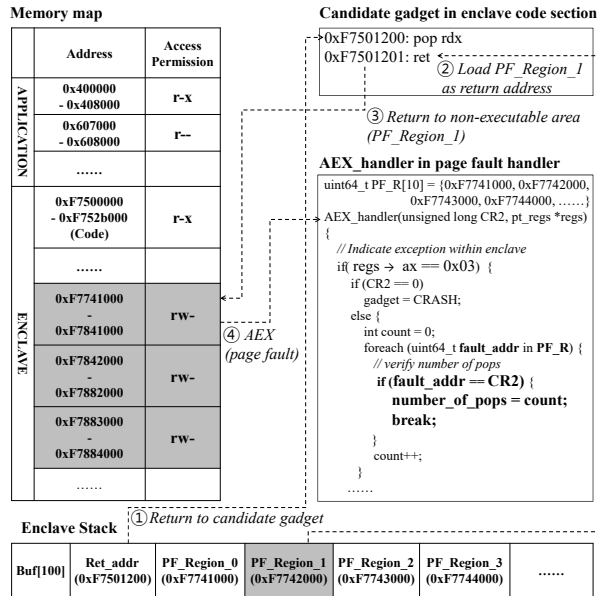 Memory map
Address
Access
Permission
APPLICATION
0x400000
- 0x408000
r-x
0x607000
- 0x608000
r--
……
ENCLAVE
0xF7500000
- 0xF752b000
(Code)
r-x
……
0xF7741000
-
0xF7841000
rw-
0xF7842000
-
0xF7882000
rw-
0xF7883000
-
0xF7884000
rw-
……
Candidate gadget in enclave code section
0xF7501200: pop rdx
0xF7501201: ret
② Load PF_Region_1
as return address
③ Return to non-executable area
(PF_Region_1)
④ AEX
(page fault)
AEX_handler in page fault handler
uint64_t PF_R[10] = {0xF7741000, 0xF7742000,
0xF7743000, 0xF7744000, ……}
AEX_handler(unsigned long CR2, pt_regs *regs)
{
// Indicate exception within enclave
if( regs → ax == 0x03) {
if (CR2 == 0)
gadget = CRASH;
else {
int count = 0;
foreach (uint64_t fault_addr in PF_R) {
// verify number of pops
if (fault_addr == CR2) {
number_of_pops = count;
break;
}
count++;
}
……
① Return to candidate gadget
Enclave Stack
Buf[100]
Ret_addr
(0xF7501200)
PF_Region_0
(0xF7741000)
PF_Region_1
(0xF7742000)
PF_Region_2
(0xF7743000)
PF_Region_3
(0xF7744000)
……